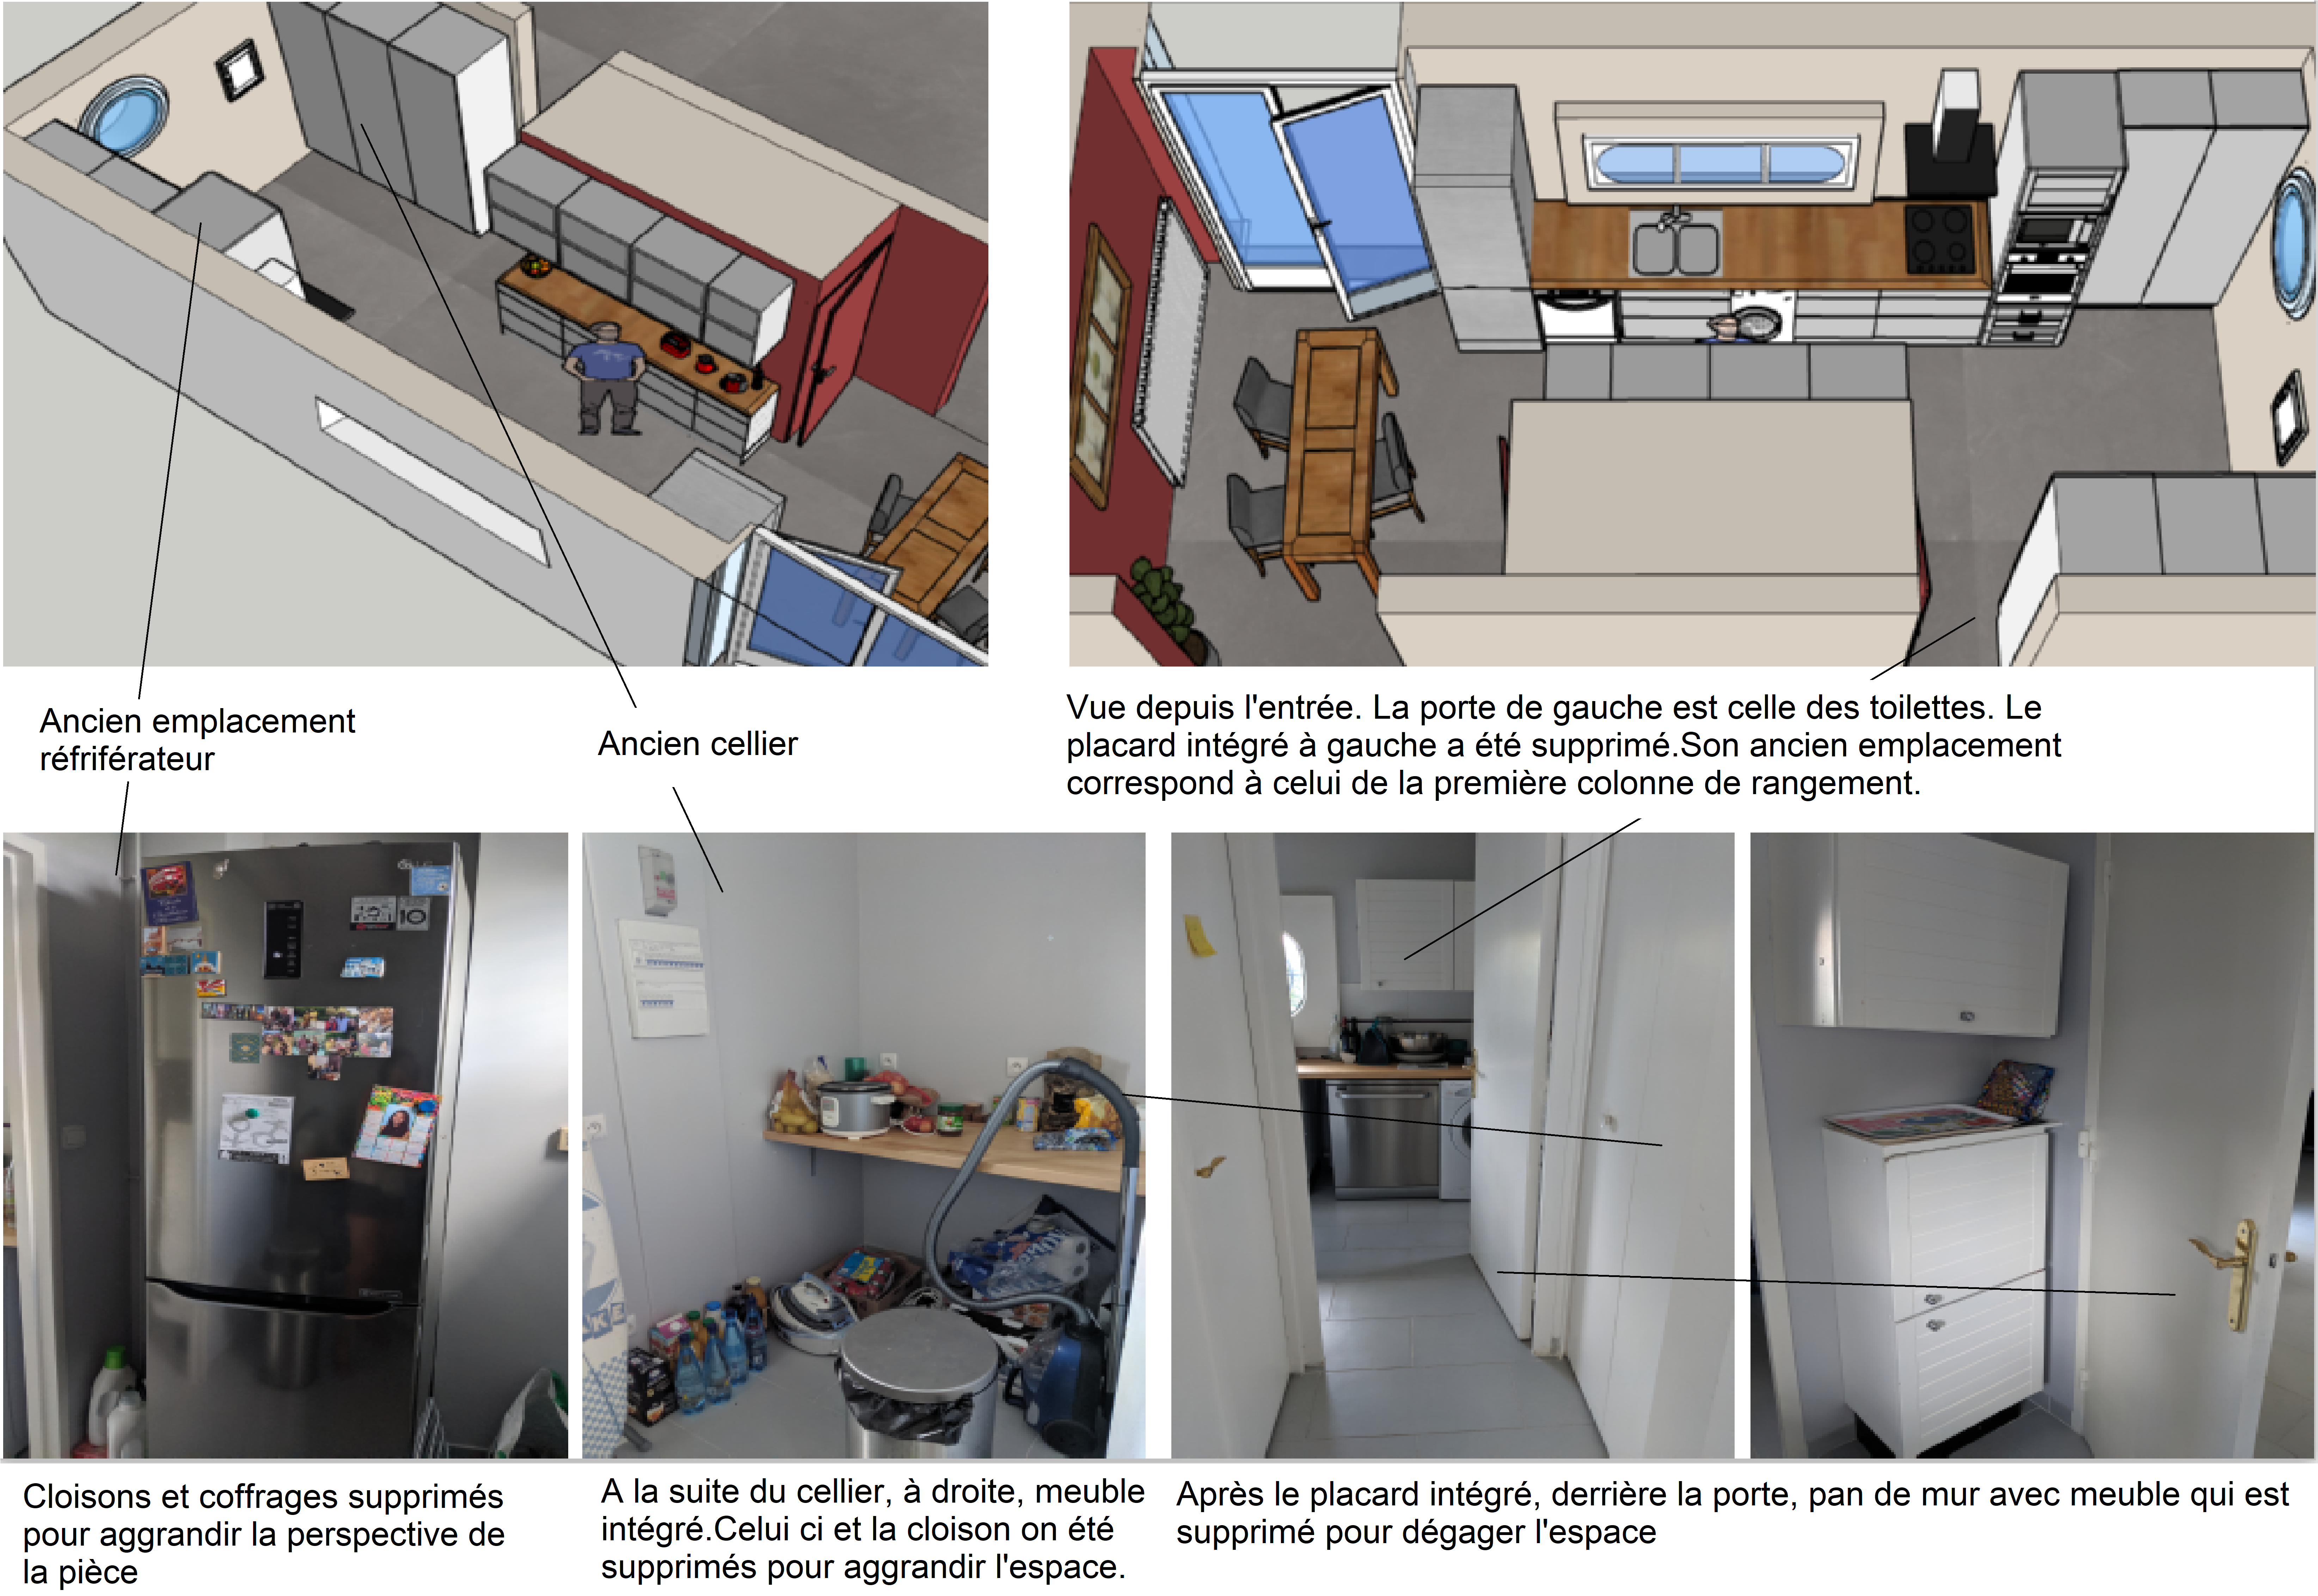 Ancien emplacement
réfriférateur
Ancien cellier
Vue depuis l'entrée. La porte de gauche est celle des toilettes. Le
placard intégré à gauche a été supprimé.Son ancien emplacement
correspond à celui de la première colonne de rangement.
Cloisons et coffrages supprimés
pour aggrandir la perspective de
la pièce
A la suite du cellier, à droite, meuble
intégré.Celui ci et la cloison on été
supprimés pour aggrandir l'espace.
Après le placard intégré, derrière la porte, pan de mur avec meuble qui est
supprimé pour dégager l'espace